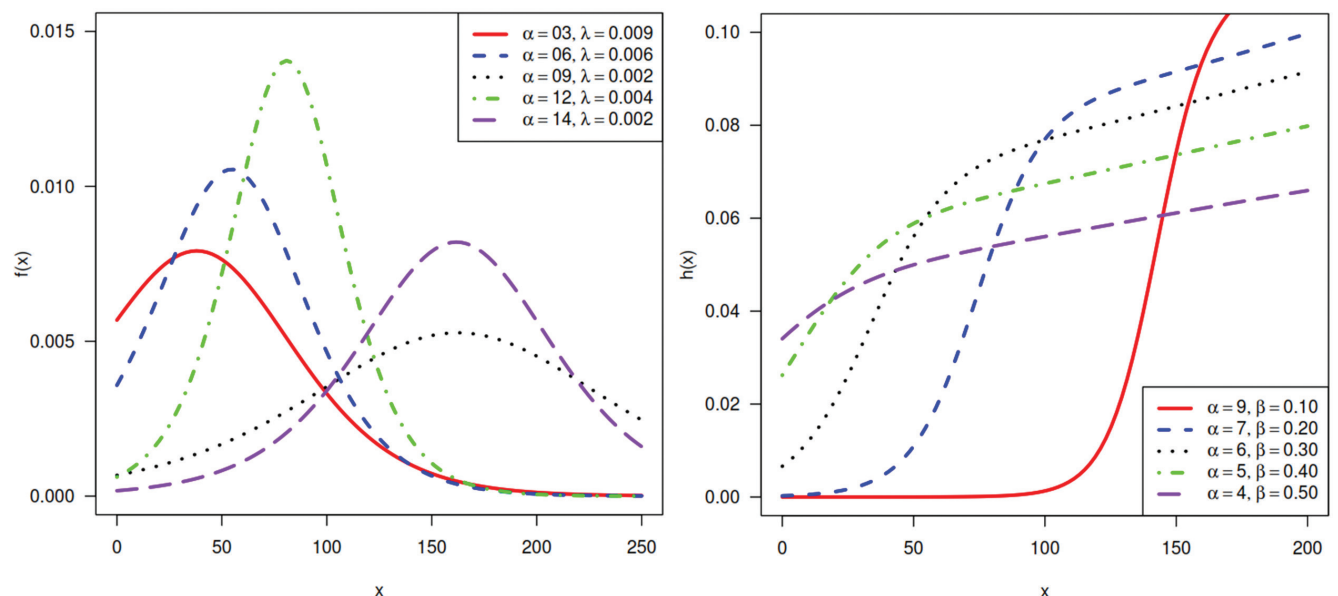 0.015
0.010
0.005
0.000
f(x)
0
50
100
150
200
250
x
α = 03, λ = 0.009
α = 06, λ = 0.006
α = 09, λ = 0.002
α = 12, λ = 0.004
α = 14, λ = 0.002
0.10
0.08
0.06
0.04
0.02
0.00
h(x)
0
50
100
150
200
x
α = 9, β = 0.10
α = 7, β = 0.20
α = 6, β = 0.30
α = 5, β = 0.40
α = 4, β = 0.50